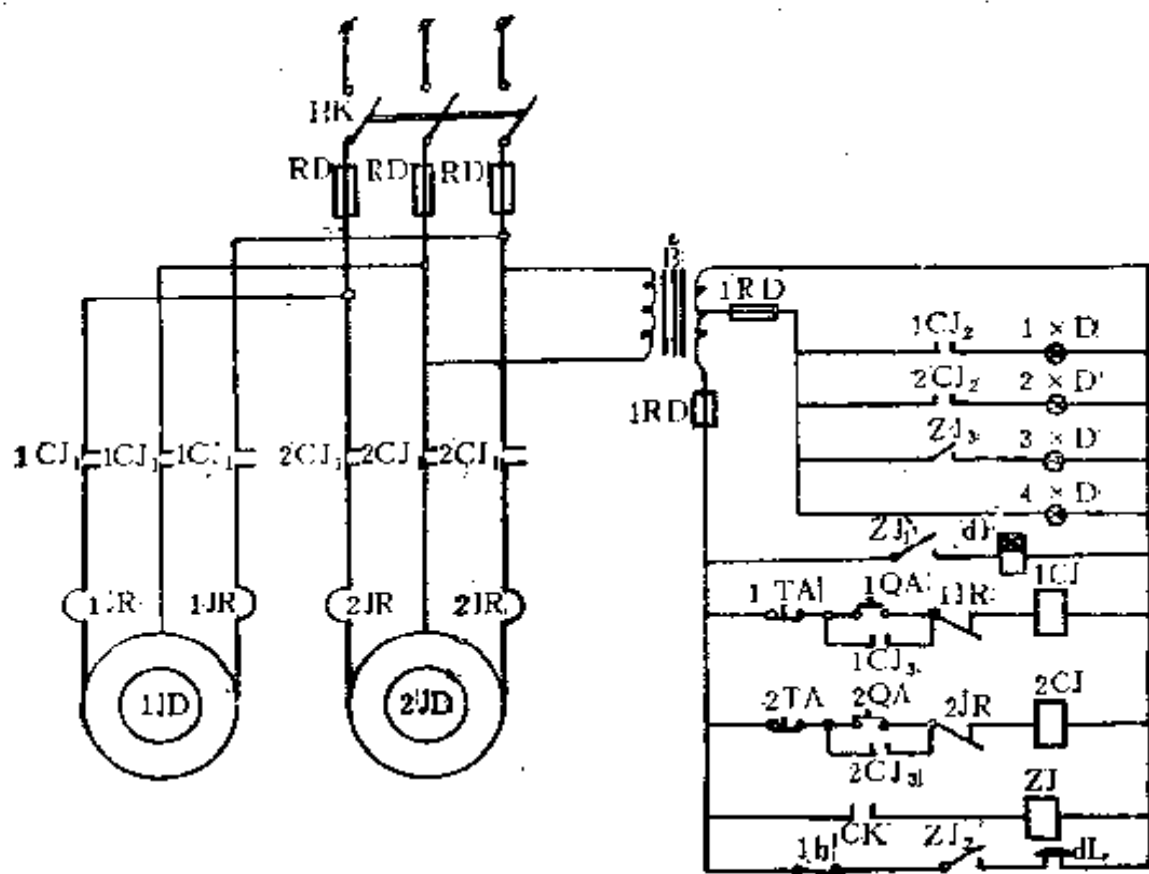 HK
RD RD RD
B
1RD
1CJ₂ 1×D
2CJ₂ 2×D
1RD
ZJ₃ 3×D
1CJ₁ 1CJ₁ 1CJ₁ 2CJ₁ 2CJ₁ 2CJ₁
4×D
ZJ₁
1JR 1JR 2JR 2JR
1TA 1QA 1JR 1CJ
1CJ₃
1JD 2JD
2TA 2QA 2JR 2CJ
2CJ₃
ZJ
CK
ZJ₂ dL